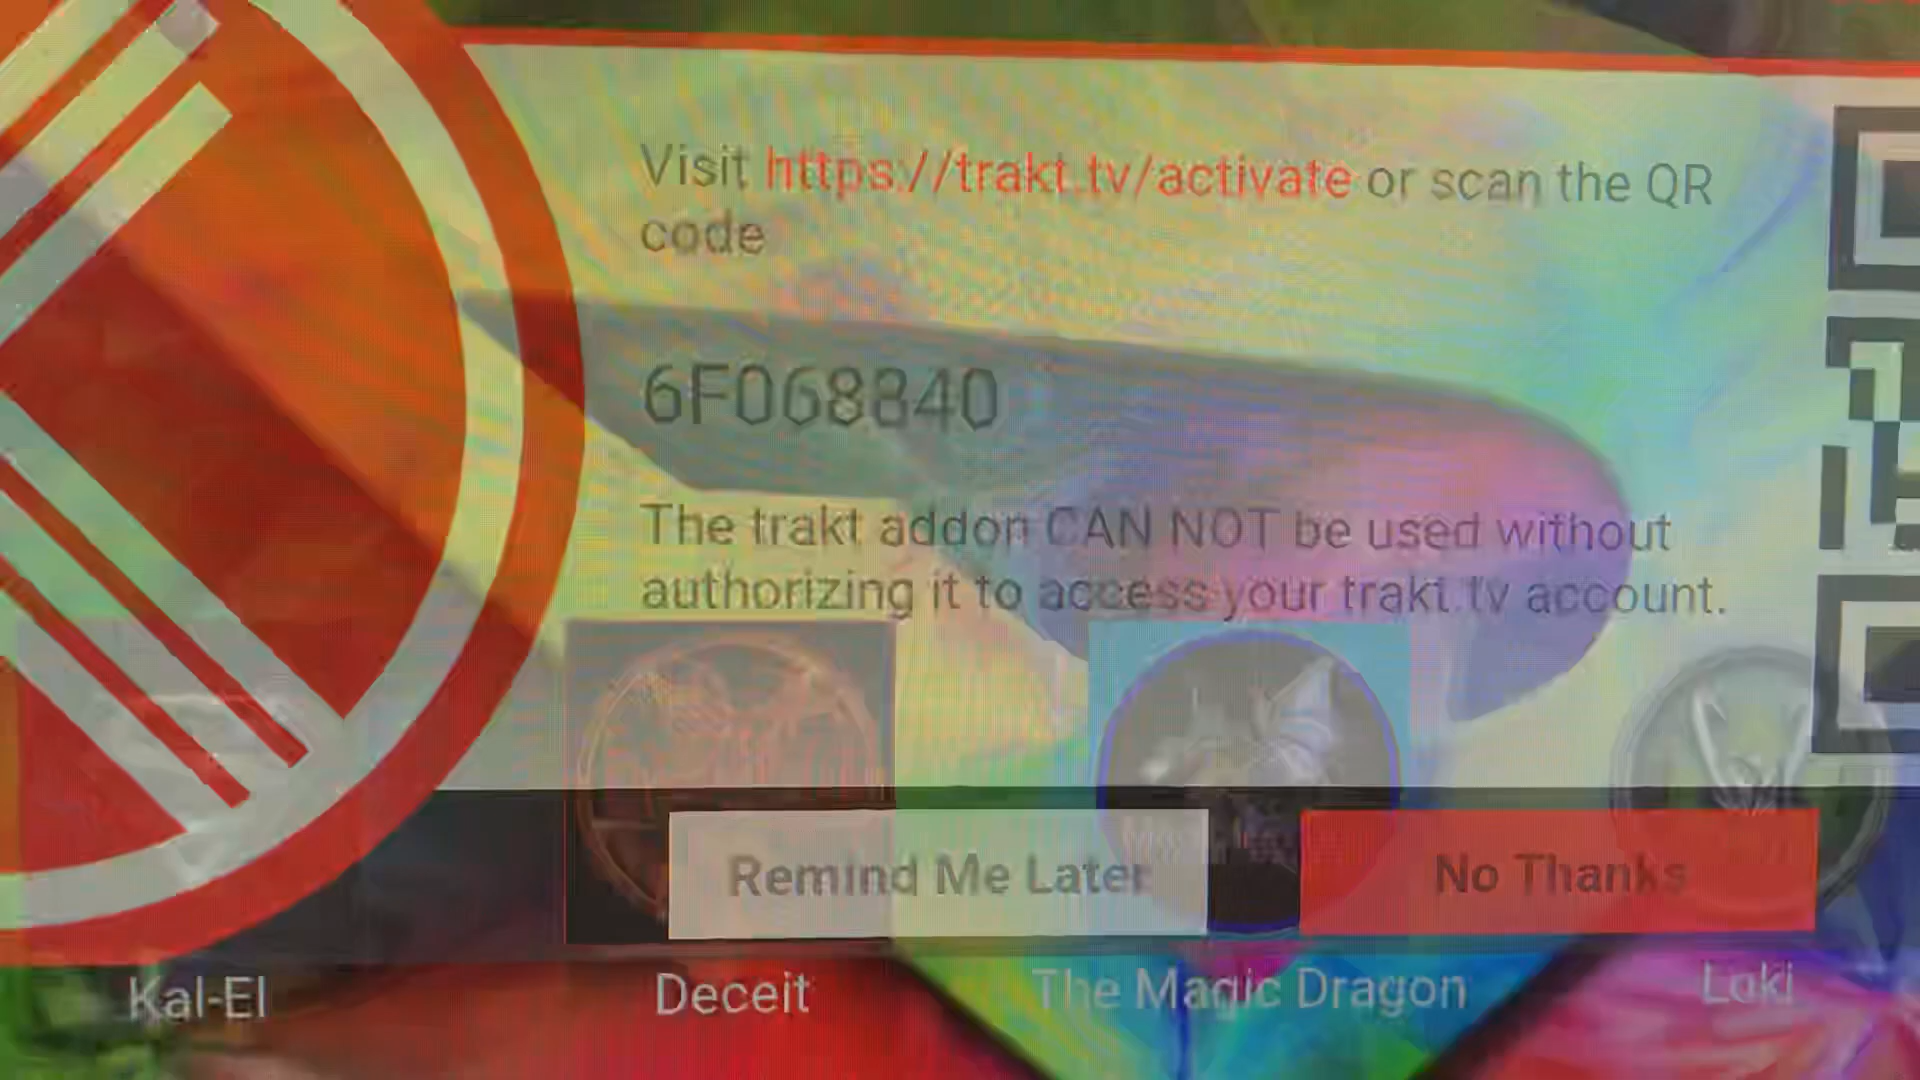 Visit https://trakt.tv/activate or scan the QR
code
6F068840
The trakt addon CAN NOT be used without
authorizing it to access your trakt.tv account.
Remind Me Later
No Thanks
Kal-El
Deceit
The Magic Dragon
Loki